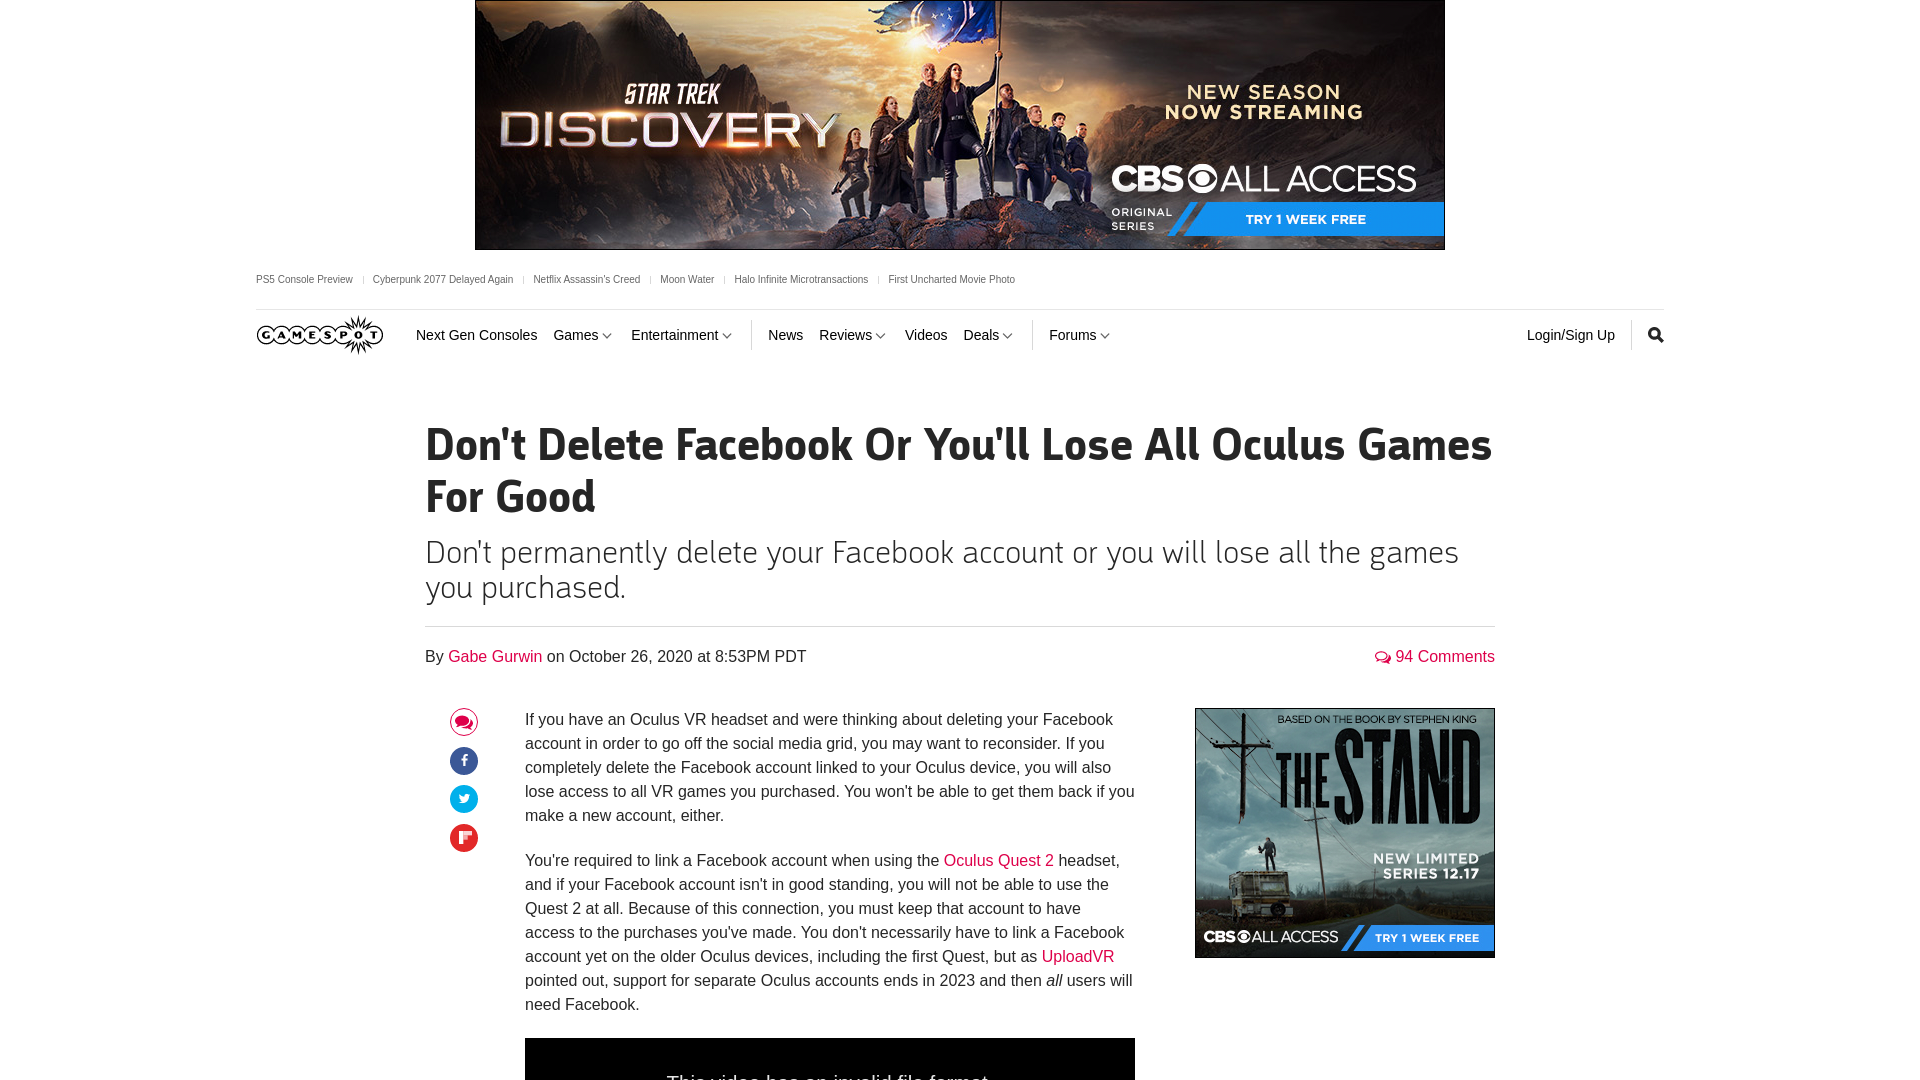 STAR TREK
DISCOVERY
NEW SEASON
NOW STREAMING
CBS ALL ACCESS
ORIGINAL
SERIES
TRY 1 WEEK FREE
PS5 Console Preview
Cyberpunk 2077 Delayed Again
Netflix Assassin's Creed
Moon Water
Halo Infinite Microtransactions
First Uncharted Movie Photo
GAMESPOT
Next Gen Consoles
Games
Entertainment
News
Reviews
Videos
Deals
Forums
Login/Sign Up
Don't Delete Facebook Or You'll Lose All Oculus Games
For Good
Don't permanently delete your Facebook account or you will lose all the games
you purchased.
By Gabe Gurwin on October 26, 2020 at 8:53PM PDT
94 Comments
If you have an Oculus VR headset and were thinking about deleting your Facebook
account in order to go off the social media grid, you may want to reconsider. If you
completely delete the Facebook account linked to your Oculus device, you will also
lose access to all VR games you purchased. You won't be able to get them back if you
make a new account, either.
You're required to link a Facebook account when using the Oculus Quest 2 headset,
and if your Facebook account isn't in good standing, you will not be able to use the
Quest 2 at all. Because of this connection, you must keep that account to have
access to the purchases you've made. You don't necessarily have to link a Facebook
account yet on the older Oculus devices, including the first Quest, but as UploadVR
pointed out, support for separate Oculus accounts ends in 2023 and then all users will
need Facebook.
This video has an invalid file format.
BASED ON THE BOOK BY STEPHEN KING
THE STAND
NEW LIMITED
SERIES 12.17
CBS ALL ACCESS
TRY 1 WEEK FREE